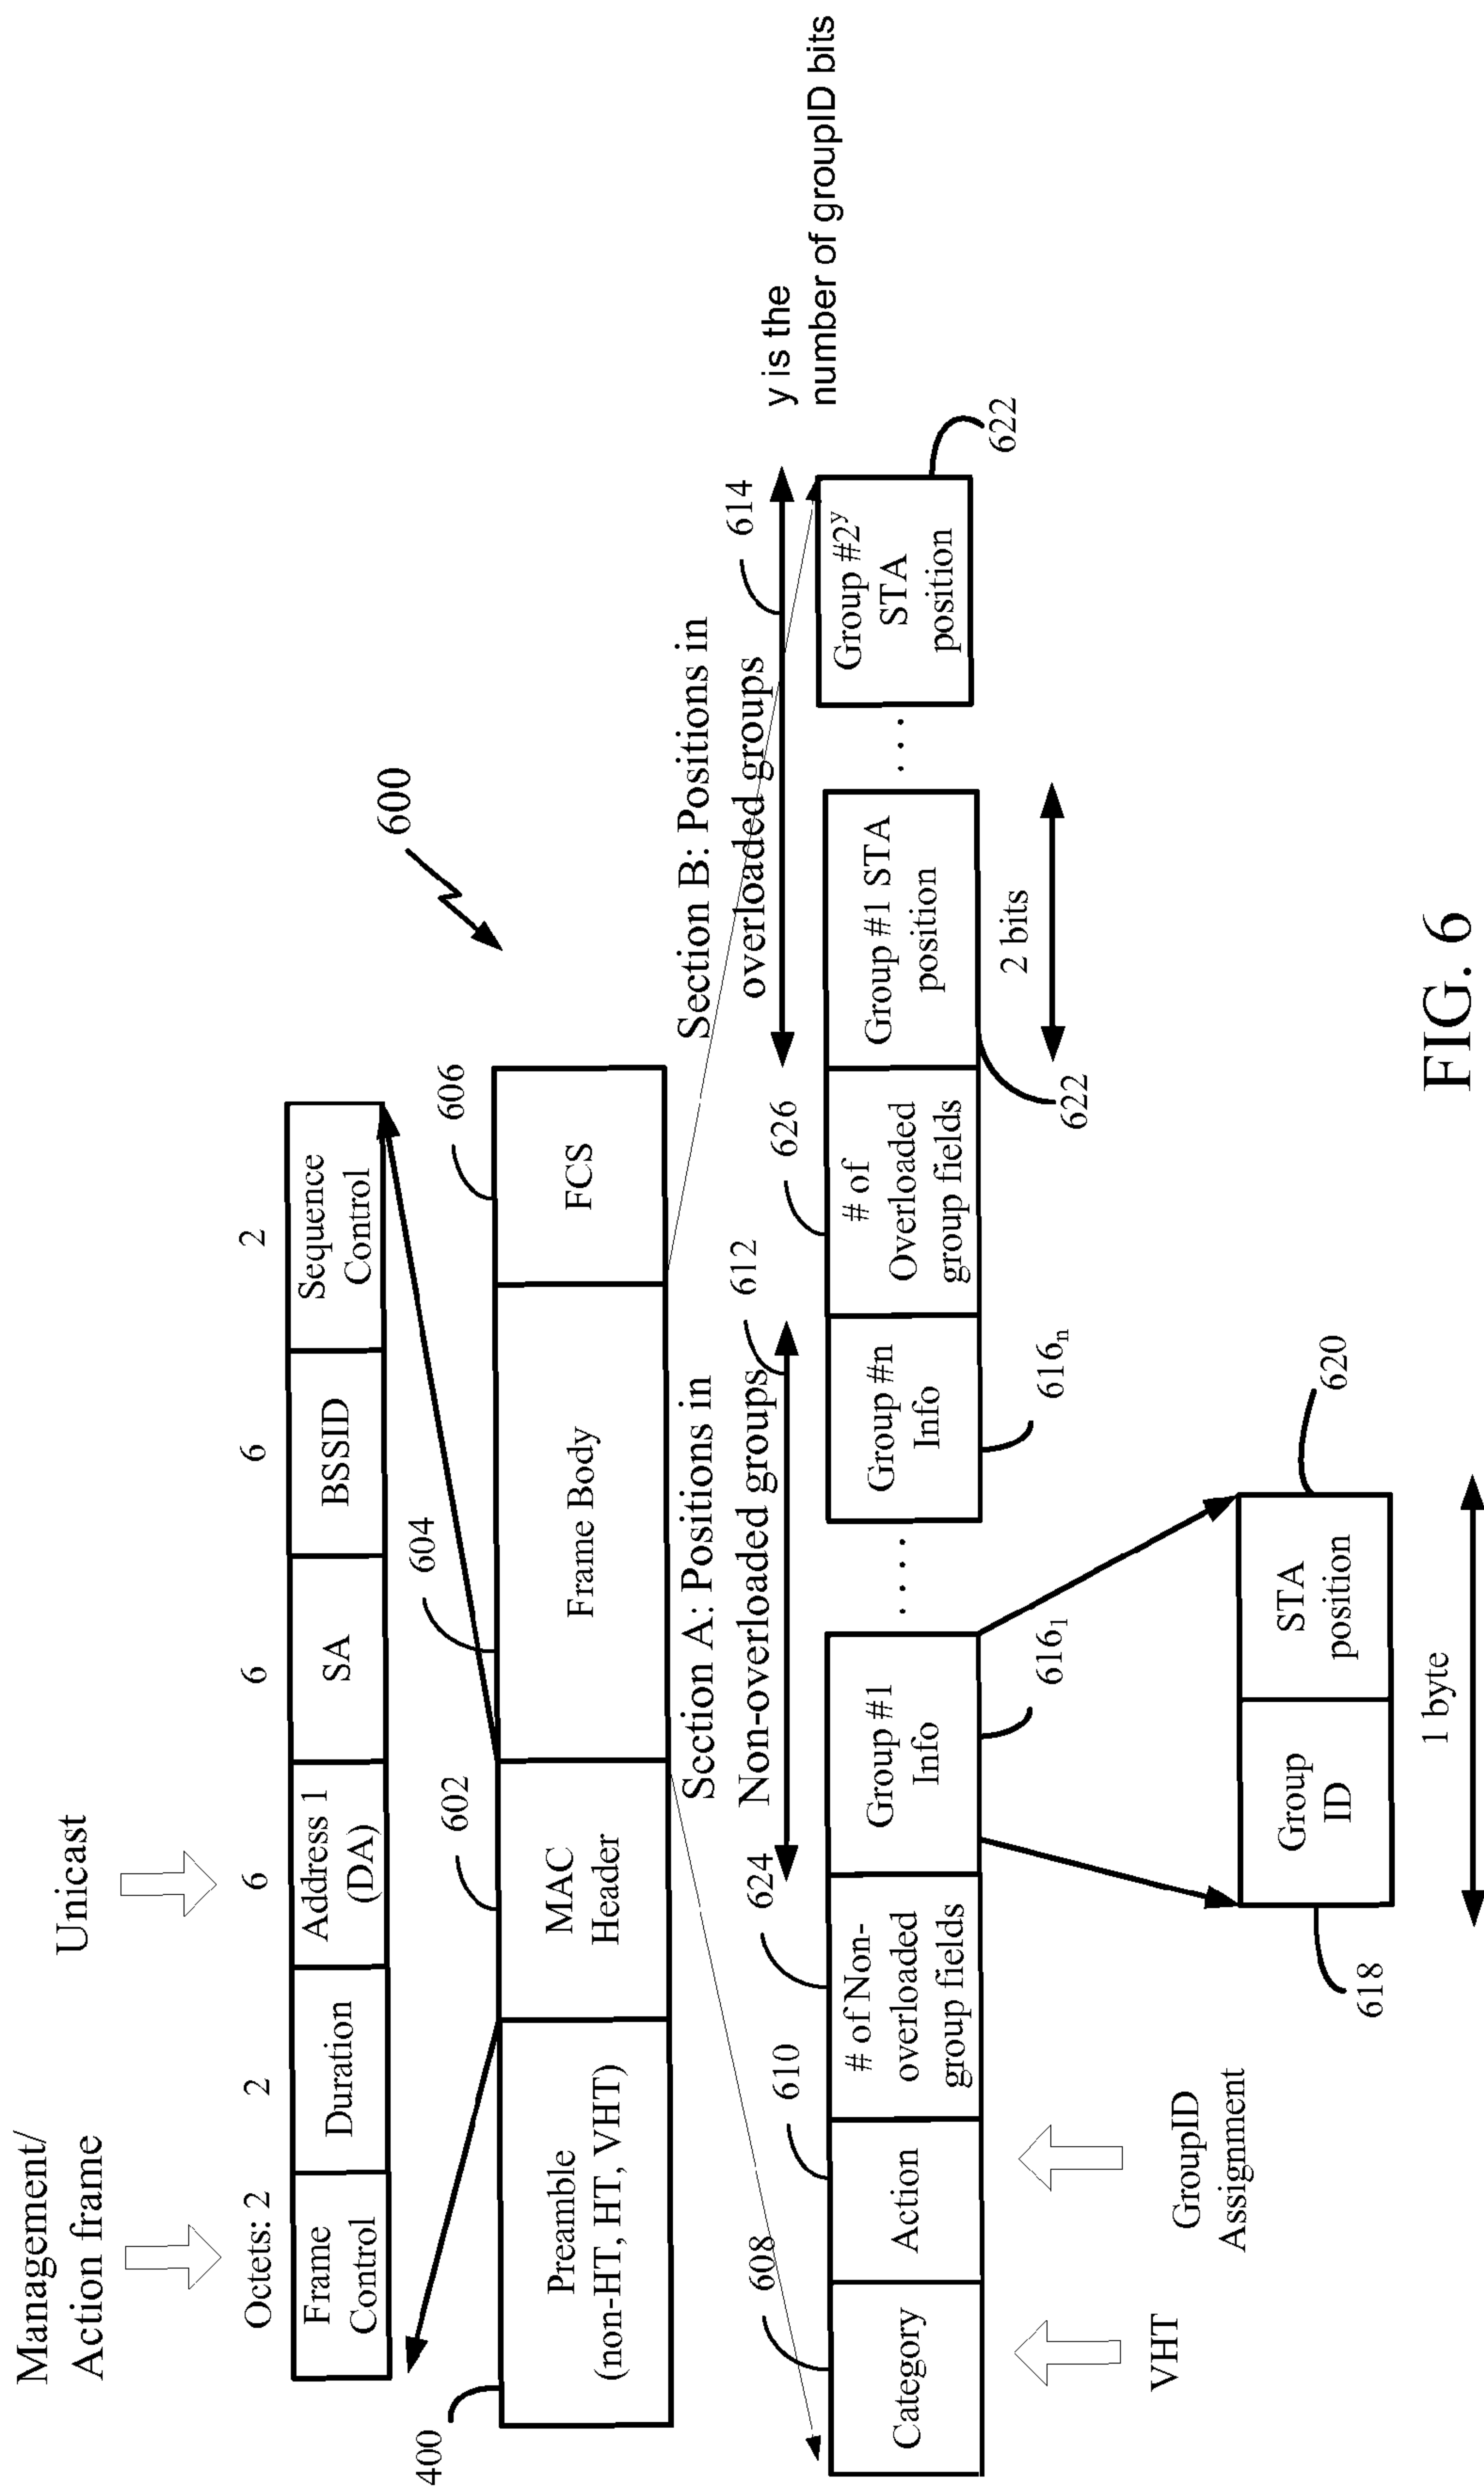 Management/
Action frame
Unicast
Octets: 2
2
6
6
6
2
Frame
Control
Duration
Address 1
(DA)
SA
BSSID
Sequence
Control
600
400
602
604
606
Preamble
(non-HT, HT, VHT)
MAC
Header
Frame Body
FCS
Section A: Positions in
Non-overloaded groups
Section B: Positions in
overloaded groups
y is the
number of groupID bits
608
610
624
612
626
614
Category
Action
# of Non-
overloaded
group fields
Group #1
Info
. . . .
Group #n
Info
# of
Overloaded
group fields
Group #1 STA
position
. . .
Group #2ʸ
STA
position
VHT
GroupID
Assignment
616₁
616ₙ
622
2 bits
622
618
Group
ID
STA
position
620
1 byte
FIG. 6